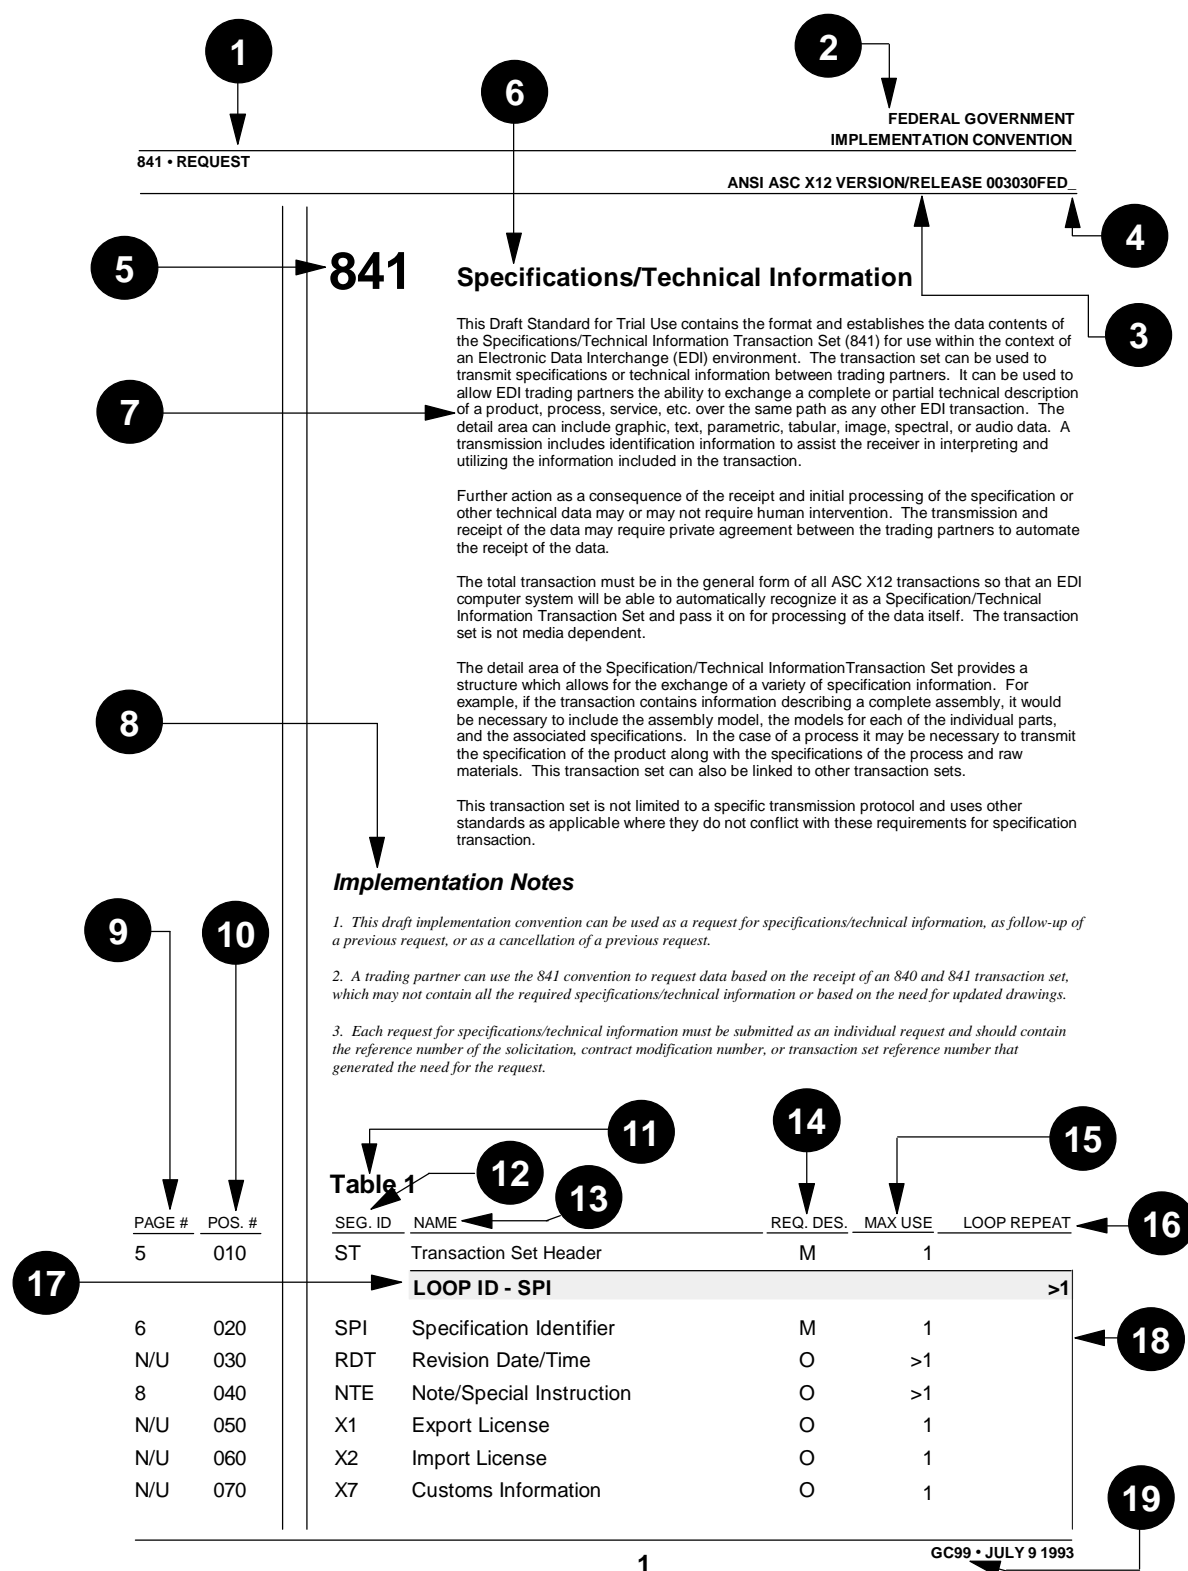 1
2
6
FEDERAL GOVERNMENT
IMPLEMENTATION CONVENTION
841 • REQUEST
ANSI ASC X12 VERSION/RELEASE 003030FED_
4
5
841
Specifications/Technical Information
3
This Draft Standard for Trial Use contains the format and establishes the data contents of
the Specifications/Technical Information Transaction Set (841) for use within the context of
an Electronic Data Interchange (EDI) environment. The transaction set can be used to
transmit specifications or technical information between trading partners. It can be used to
allow EDI trading partners the ability to exchange a complete or partial technical description
of a product, process, service, etc. over the same path as any other EDI transaction. The
detail area can include graphic, text, parametric, tabular, image, spectral, or audio data. A
transmission includes identification information to assist the receiver in interpreting and
utilizing the information included in the transaction.
7
Further action as a consequence of the receipt and initial processing of the specification or
other technical data may or may not require human intervention. The transmission and
receipt of the data may require private agreement between the trading partners to automate
the receipt of the data.
The total transaction must be in the general form of all ASC X12 transactions so that an EDI
computer system will be able to automatically recognize it as a Specification/Technical
Information Transaction Set and pass it on for processing of the data itself. The transaction
set is not media dependent.
The detail area of the Specification/Technical InformationTransaction Set provides a
structure which allows for the exchange of a variety of specification information. For
example, if the transaction contains information describing a complete assembly, it would
be necessary to include the assembly model, the models for each of the individual parts,
and the associated specifications. In the case of a process it may be necessary to transmit
the specification of the product along with the specifications of the process and raw
materials. This transaction set can also be linked to other transaction sets.
8
This transaction set is not limited to a specific transmission protocol and uses other
standards as applicable where they do not conflict with these requirements for specification
transaction.
Implementation Notes
9
10
1. This draft implementation convention can be used as a request for specifications/technical information, as follow-up of
a previous request, or as a cancellation of a previous request.
2. A trading partner can use the 841 convention to request data based on the receipt of an 840 and 841 transaction set,
which may not contain all the required specifications/technical information or based on the need for updated drawings.
3. Each request for specifications/technical information must be submitted as an individual request and should contain
the reference number of the solicitation, contract modification number, or transaction set reference number that
generated the need for the request.
11
14
15
Table 1
12
13
PAGE # POS. # SEG. ID NAME REQ. DES. MAX USE LOOP REPEAT
16
5 010 ST Transaction Set Header M 1
17
LOOP ID - SPI >1
6 020 SPI Specification Identifier M 1
18
N/U 030 RDT Revision Date/Time O >1
8 040 NTE Note/Special Instruction O >1
N/U 050 X1 Export License O 1
N/U 060 X2 Import License O 1
N/U 070 X7 Customs Information O 1
19
GC99 • JULY 9 1993
1